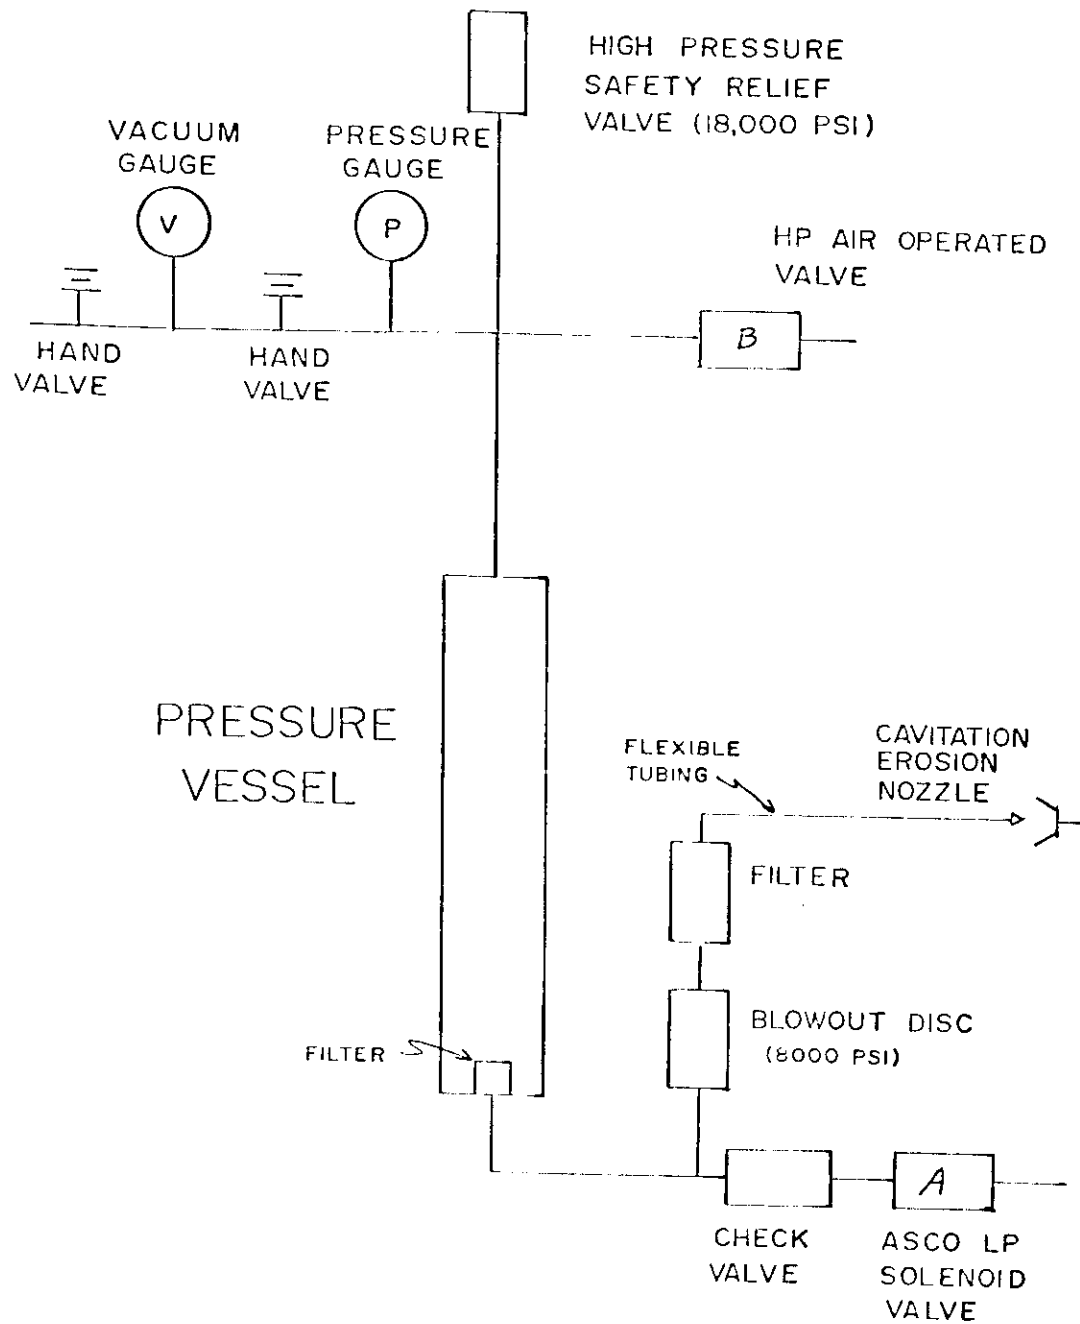 HIGH PRESSURE
SAFETY RELIEF
VALVE (18,000 PSI)
VACUUM
GAUGE
PRESSURE
GAUGE
V
P
HP AIR OPERATED
VALVE
B
HAND
VALVE
HAND
VALVE
PRESSURE
VESSEL
FLEXIBLE
TUBING
CAVITATION
EROSION
NOZZLE
FILTER
BLOWOUT DISC
(8000 PSI)
FILTER
A
CHECK
VALVE
ASCO LP
SOLENOID
VALVE